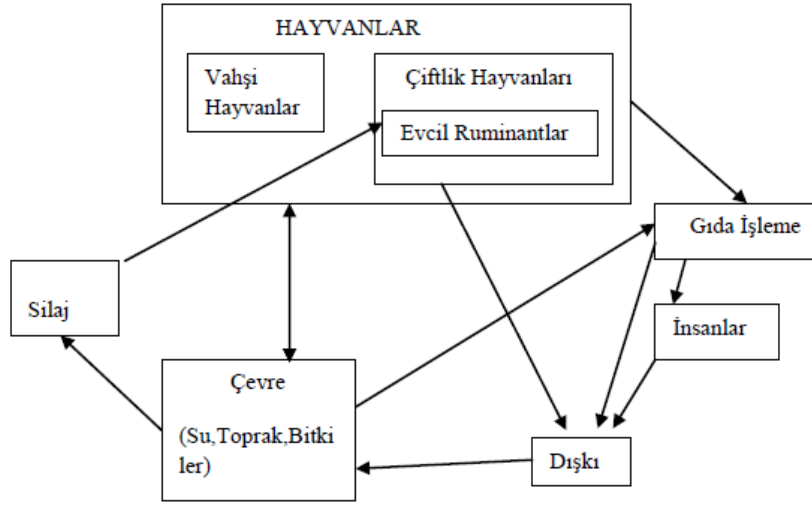 HAYVANLAR
Vahşi
Hayvanlar
Çiftlik Hayvanları
Evcil Ruminantlar
Gıda İşleme
Silaj
İnsanlar
Çevre
(Su,Toprak,Bitki
ler)
Dışkı